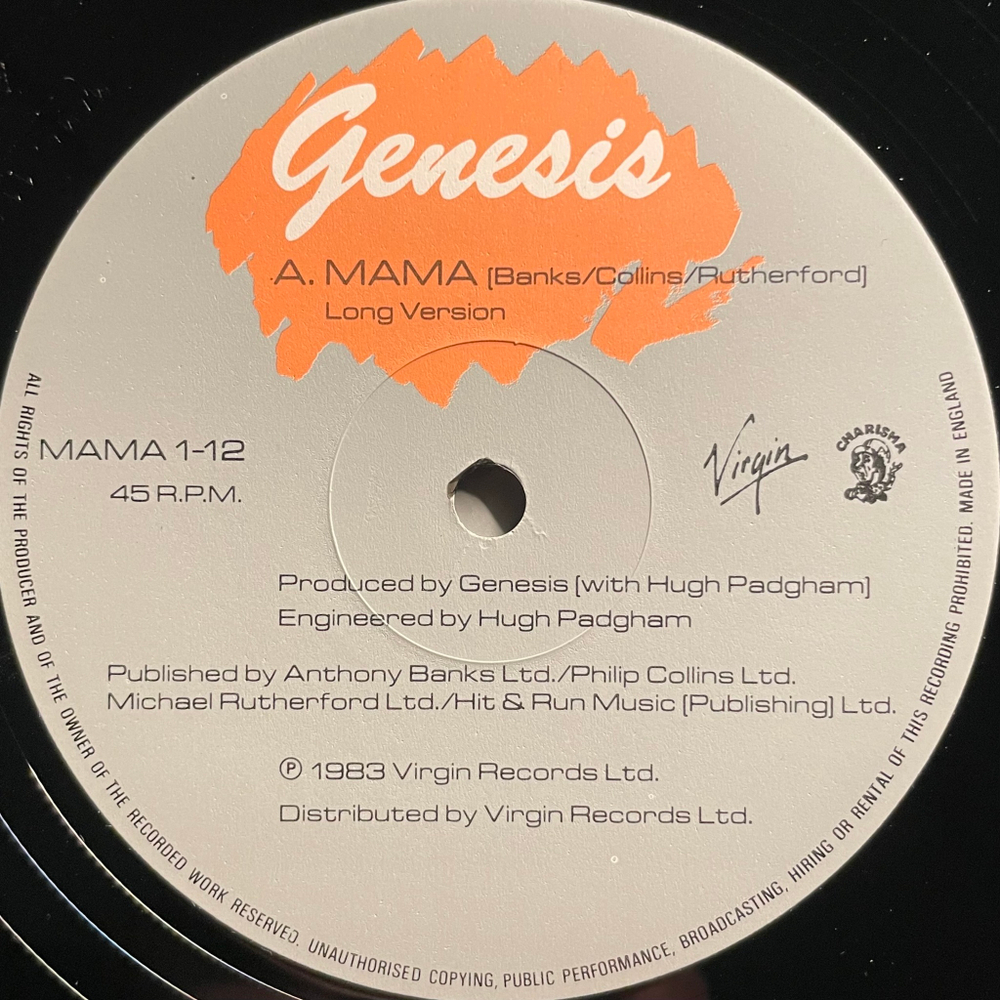 Genesis
A. MAMA [Banks/Collins/Rutherford]
Long Version
MAMA 1-12
45 R.P.M.
Virgin
CHARISMA
Produced by Genesis [with Hugh Padgham]
Engineered by Hugh Padgham
Published by Anthony Banks Ltd./Philip Collins Ltd.
Michael Rutherford Ltd./Hit & Run Music [Publishing] Ltd.
℗ 1983 Virgin Records Ltd.
Distributed by Virgin Records Ltd.
ALL RIGHTS OF THE PRODUCER AND OF THE OWNER OF THE RECORDED WORK RESERVED. UNAUTHORISED COPYING, PUBLIC PERFORMANCE, BROADCASTING, HIRING OR RENTAL OF THIS RECORDING PROHIBITED. MADE IN ENGLAND